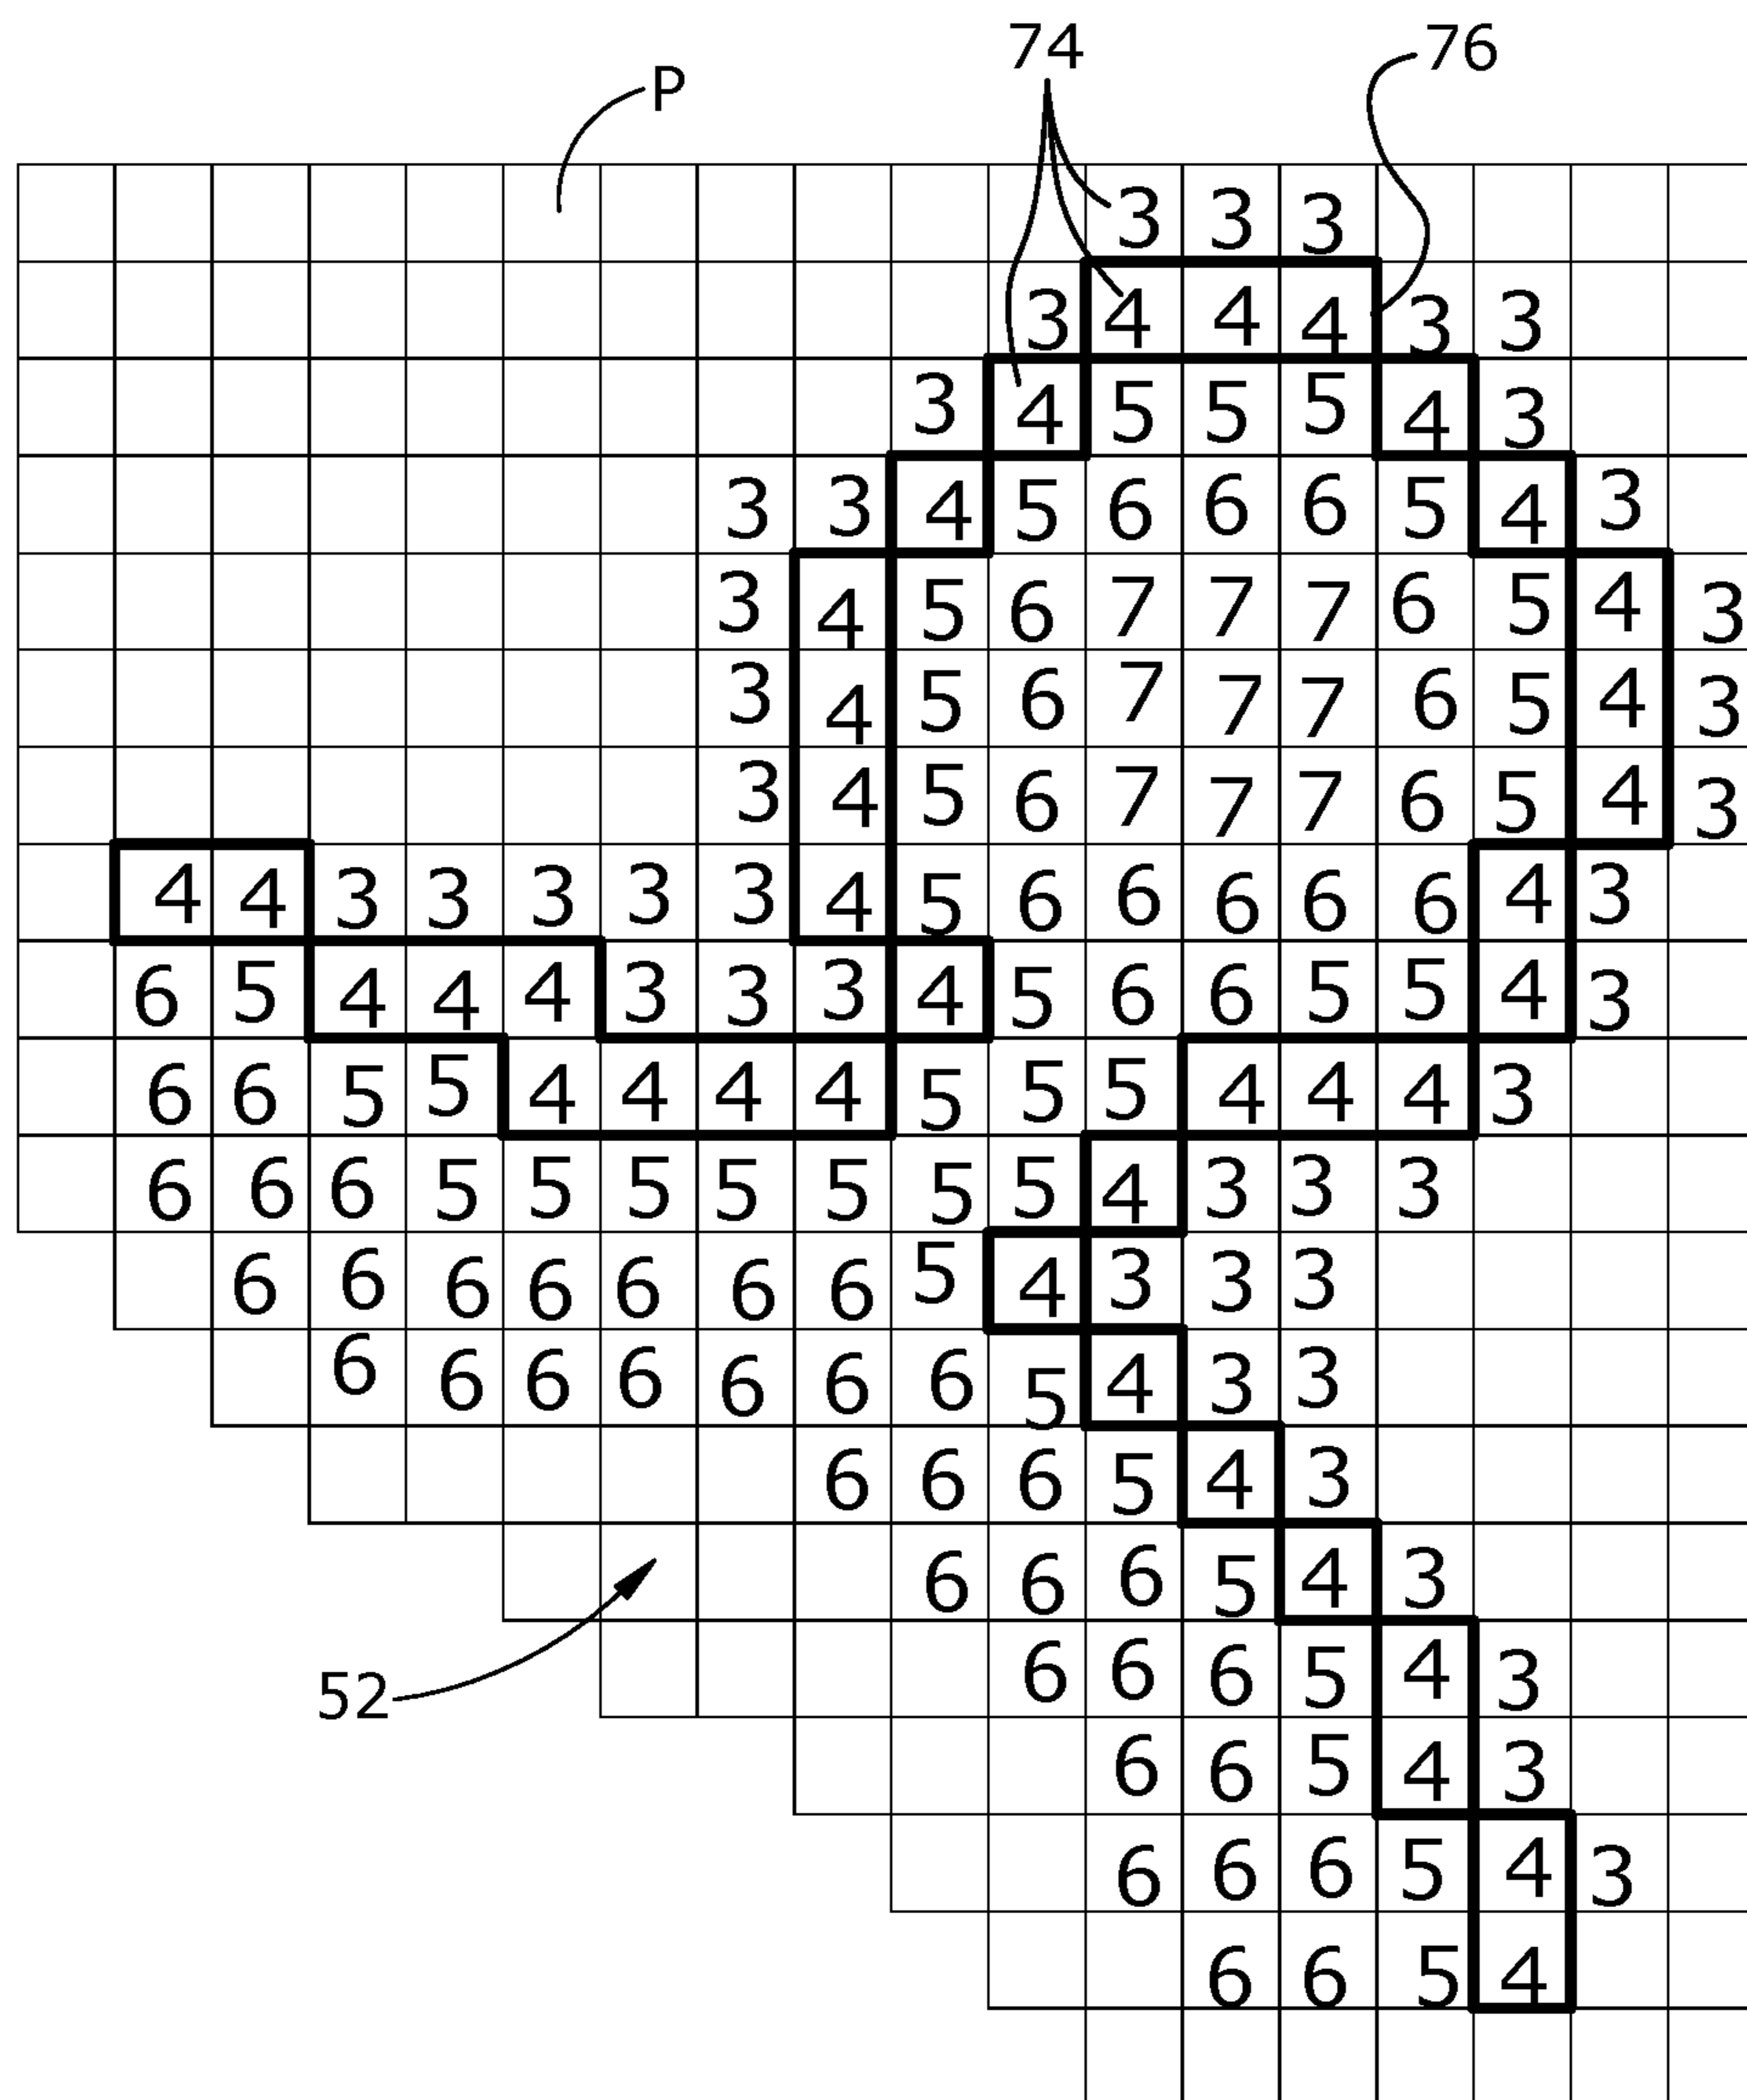 74 76
P
3 3 3
3 4 4 4 3 3
3 4 5 5 5 4 3
3 3 4 5 6 6 6 5 4 3
3 4 5 6 7 7 7 6 5 4 3
3 4 5 6 7 7 7 6 5 4 3
3 4 5 6 7 7 7 6 5 4 3
4 4 3 3 3 3 3 4 5 6 6 6 6 6 4 3
6 5 4 4 4 3 3 3 4 5 6 6 5 5 4 3
6 6 5 5 4 4 4 4 5 5 5 4 4 4 3
6 6 6 5 5 5 5 5 5 5 4 3 3 3
6 6 6 6 6 6 6 5 4 3 3 3
6 6 6 6 6 6 6 5 4 3 3
6 6 6 5 4 3
6 6 6 5 4 3
52 6 6 6 5 4 3
6 6 5 4 3
6 6 6 5 4 3
6 6 5 4